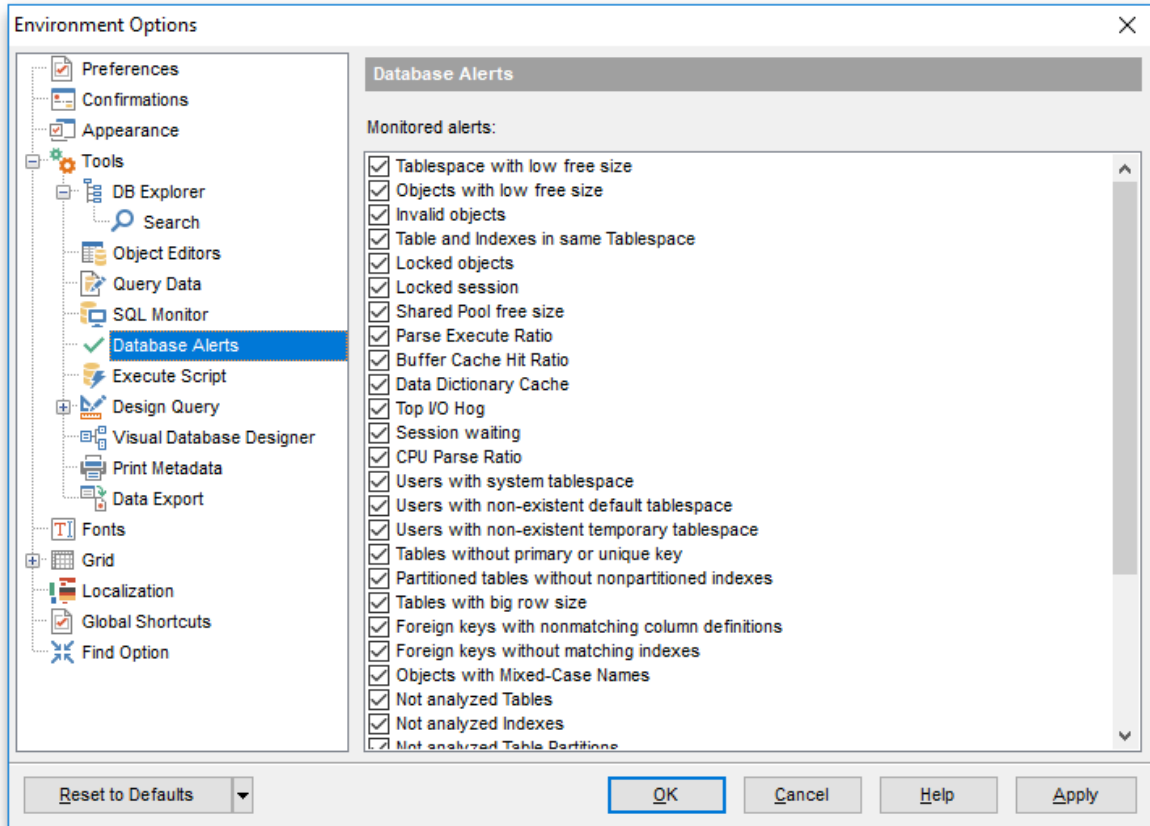 Environment Options
Preferences
Confirmations
Appearance
Tools
DB Explorer
Search
Object Editors
Query Data
SQL Monitor
Database Alerts
Execute Script
Design Query
Visual Database Designer
Print Metadata
Data Export
Fonts
Grid
Localization
Global Shortcuts
Find Option
Database Alerts
Monitored alerts:
Tablespace with low free size
Objects with low free size
Invalid objects
Table and Indexes in same Tablespace
Locked objects
Locked session
Shared Pool free size
Parse Execute Ratio
Buffer Cache Hit Ratio
Data Dictionary Cache
Top I/O Hog
Session waiting
CPU Parse Ratio
Users with system tablespace
Users with non-existent default tablespace
Users with non-existent temporary tablespace
Tables without primary or unique key
Partitioned tables without nonpartitioned indexes
Tables with big row size
Foreign keys with nonmatching column definitions
Foreign keys without matching indexes
Objects with Mixed-Case Names
Not analyzed Tables
Not analyzed Indexes
Not analyzed Table Partitions
Reset to Defaults
OK
Cancel
Help
Apply